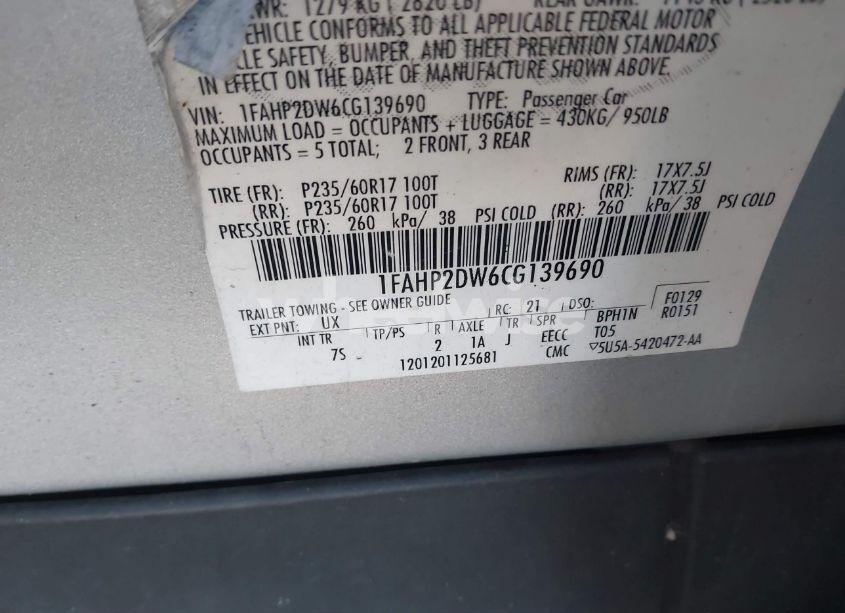 1279 KG ( 2820 LB)
VEHICLE CONFORMS TO ALL APPLICABLE FEDERAL MOTOR
SAFETY, BUMPER, AND THEFT PREVENTION STANDARDS
IN EFFECT ON THE DATE OF MANUFACTURE SHOWN ABOVE.
VIN: 1FAHP2DW6CG139690 TYPE: Passenger Car
MAXIMUM LOAD = OCCUPANTS + LUGGAGE = 430KG/ 950LB
OCCUPANTS = 5 TOTAL; 2 FRONT, 3 REAR
TIRE (FR): P235/60R17 100T RIMS (FR): 17X7.5J
(RR): P235/60R17 100T (RR): 17X7.5J
PRESSURE (FR): 260 kPa/ 38 PSI COLD (RR): 260 kPa/ 38 PSI COLD
1FAHP2DW6CG139690
TRAILER TOWING - SEE OWNER GUIDE
EXT PNT: UX RC: 21 DSO: F0129
INT TR TP/PS R AXLE TR SPR BPH1N R0151
7S 2 1A J EECC T05
1201201125681 CMC ▽5U5A-5420472-AA